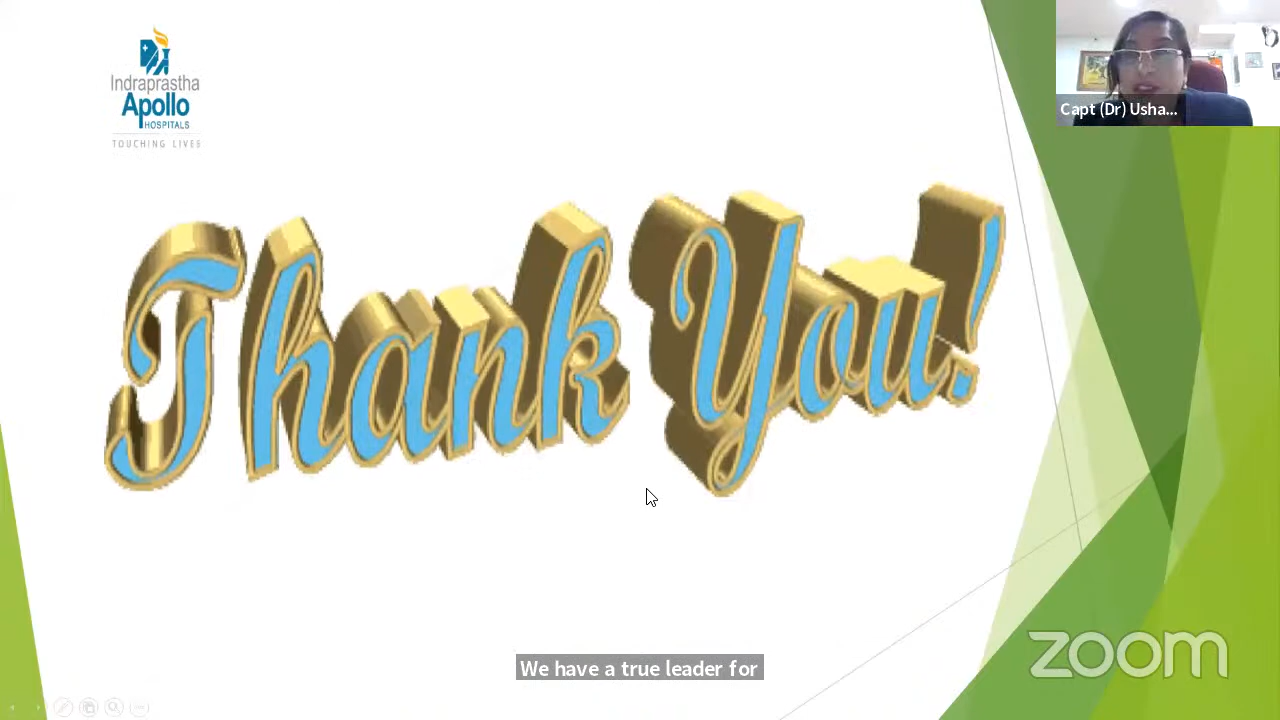 Indraprastha
Apollo
HOSPITALS
TOUCHING LIVES
Capt (Dr) Usha...
Thank You!
We have a true leader for
zoom